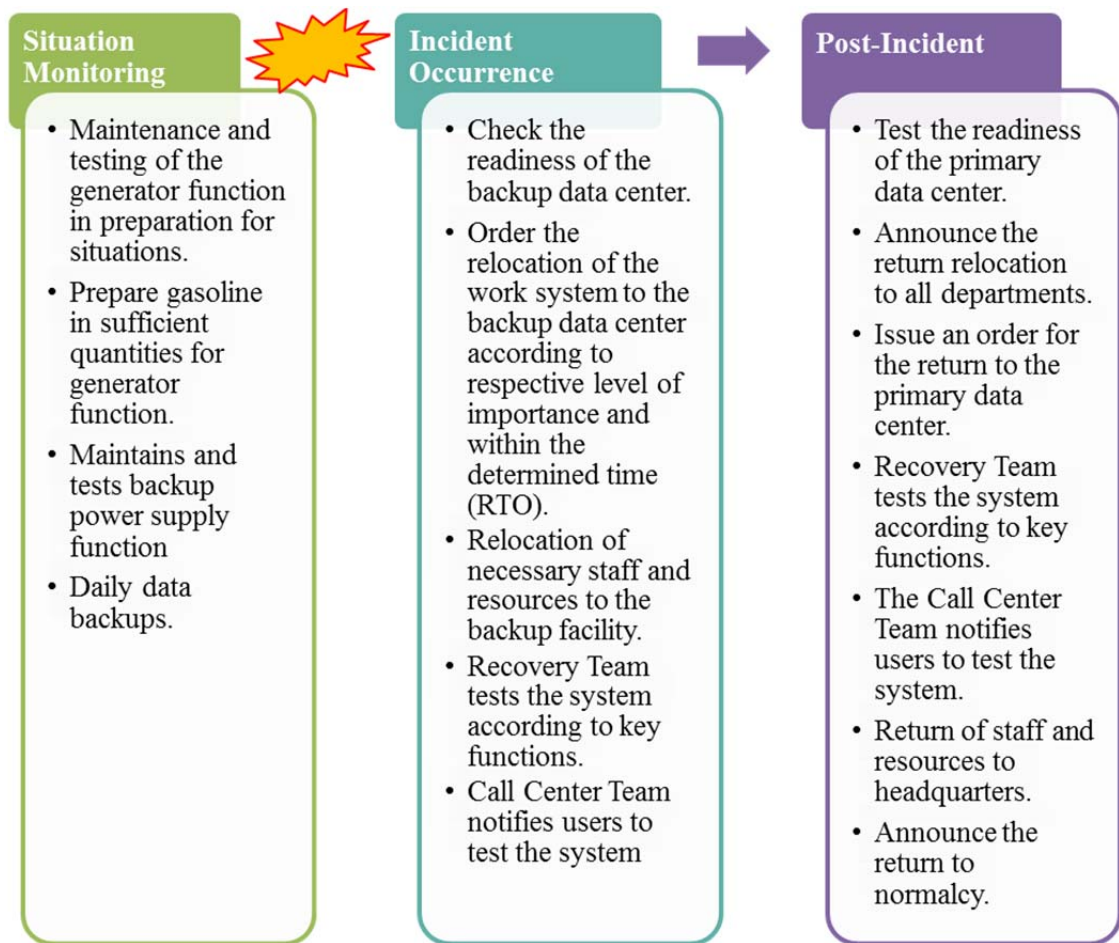 Situation
Monitoring
• Maintenance and
testing of the
generator function
in preparation for
situations.
• Prepare gasoline
in sufficient
quantities for
generator
function.
• Maintains and
tests backup
power supply
function
• Daily data
backups.
Incident
Occurrence
• Check the
readiness of the
backup data center.
• Order the
relocation of the
work system to the
backup data center
according to
respective level of
importance and
within the
determined time
(RTO).
• Relocation of
necessary staff and
resources to the
backup facility.
• Recovery Team
tests the system
according to key
functions.
• Call Center Team
notifies users to
test the system
Post-Incident
• Test the readiness
of the primary
data center.
• Announce the
return relocation
to all departments.
• Issue an order for
the return to the
primary data
center.
• Recovery Team
tests the system
according to key
functions.
• The Call Center
Team notifies
users to test the
system.
• Return of staff and
resources to
headquarters.
• Announce the
return to
normalcy.